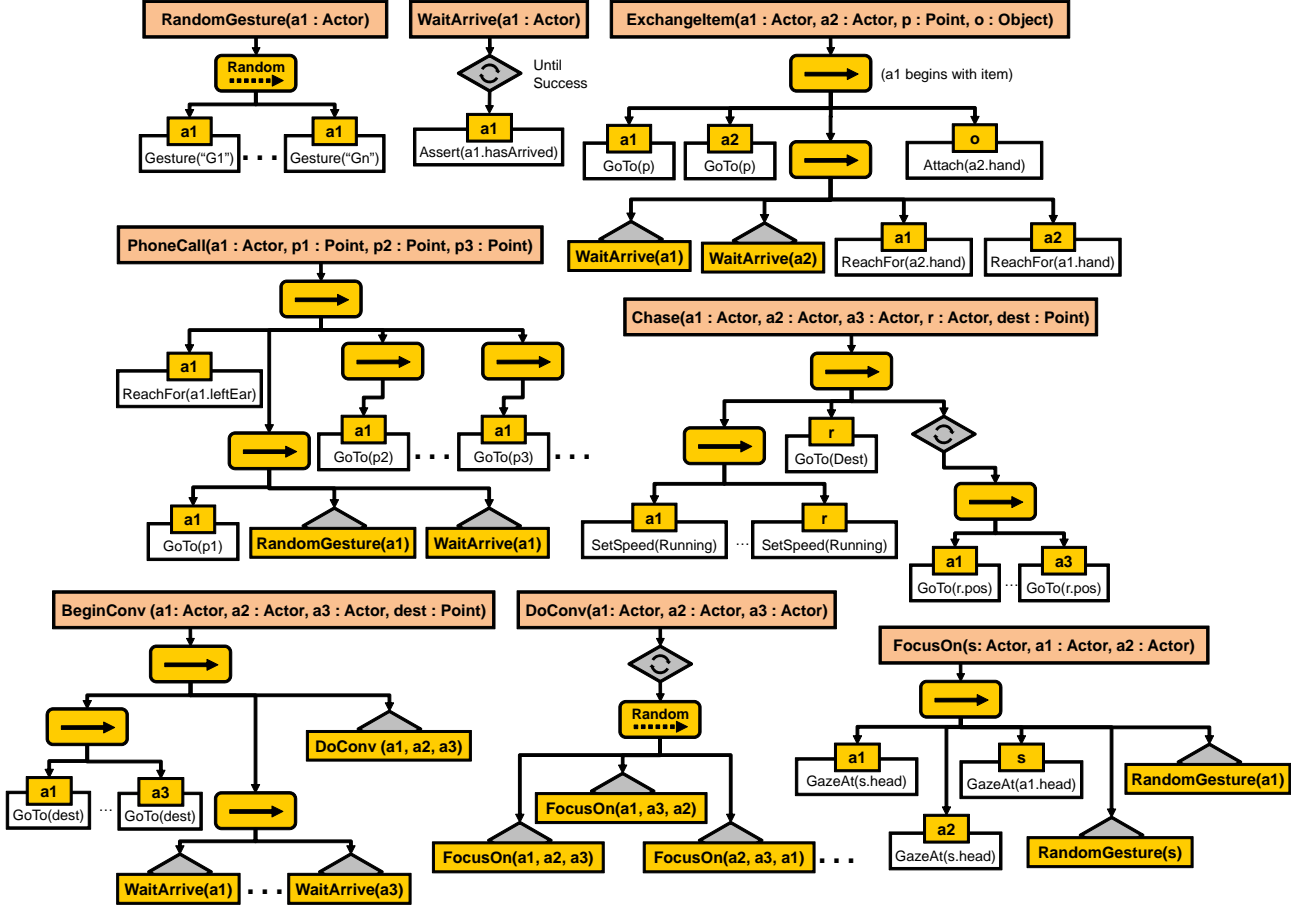 RandomGesture(a1 : Actor)
Random
a1
Gesture("G1")
. . .
a1
Gesture("Gn")
WaitArrive(a1 : Actor)
Until
Success
a1
Assert(a1.hasArrived)
ExchangeItem(a1 : Actor, a2 : Actor, p : Point, o : Object)
(a1 begins with item)
a1
GoTo(p)
a2
GoTo(p)
o
Attach(a2.hand)
WaitArrive(a1)
WaitArrive(a2)
a1
ReachFor(a2.hand)
a2
ReachFor(a1.hand)
PhoneCall(a1 : Actor, p1 : Point, p2 : Point, p3 : Point)
a1
ReachFor(a1.leftEar)
a1
GoTo(p2)
. . .
a1
GoTo(p3)
. . .
a1
GoTo(p1)
RandomGesture(a1)
WaitArrive(a1)
Chase(a1 : Actor, a2 : Actor, a3 : Actor, r : Actor, dest : Point)
r
GoTo(Dest)
a1
SetSpeed(Running)
...
r
SetSpeed(Running)
a1
GoTo(r.pos)
...
a3
GoTo(r.pos)
BeginConv (a1: Actor, a2 : Actor, a3 : Actor, dest : Point)
DoConv (a1, a2, a3)
a1
GoTo(dest)
...
a3
GoTo(dest)
WaitArrive(a1)
. . .
WaitArrive(a3)
DoConv(a1: Actor, a2 : Actor, a3 : Actor)
Random
FocusOn(a1, a3, a2)
FocusOn(a1, a2, a3)
FocusOn(a2, a3, a1)
. . .
FocusOn(s: Actor, a1 : Actor, a2 : Actor)
a1
GazeAt(s.head)
s
GazeAt(a1.head)
RandomGesture(a1)
a2
GazeAt(s.head)
RandomGesture(s)